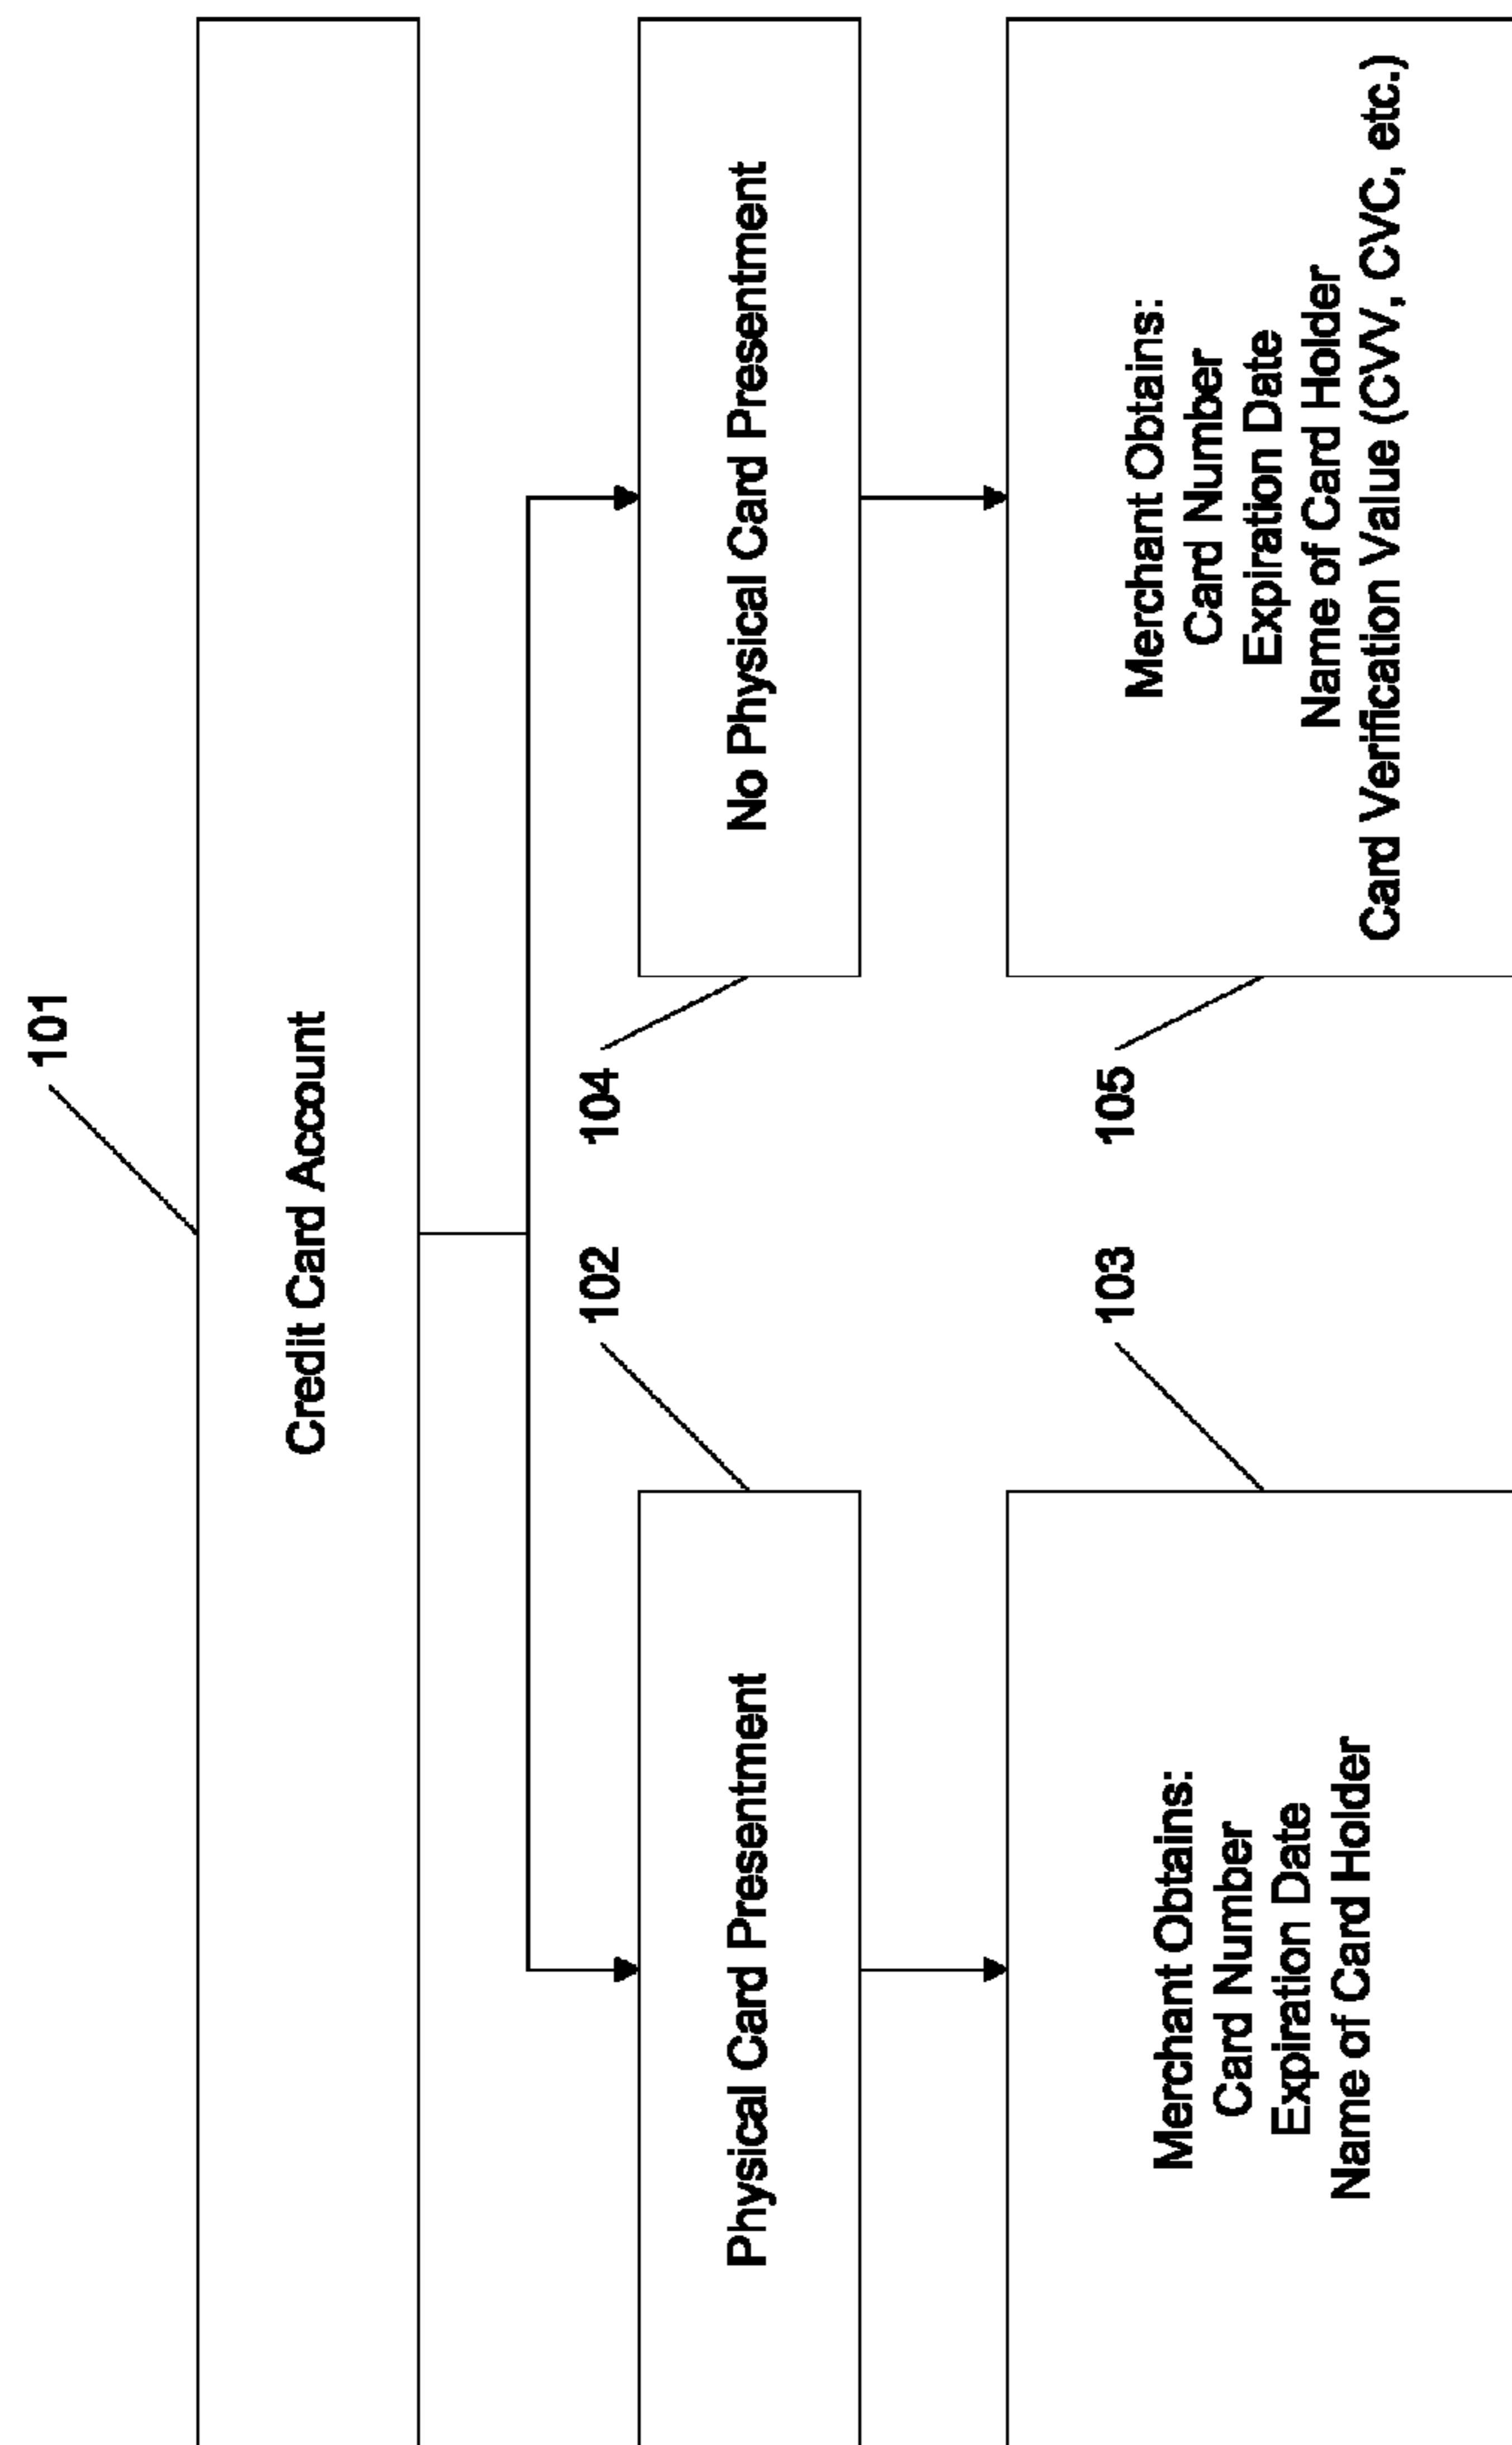 101
Credit Card Account
102
104
Physical Card Presentment
No Physical Card Presentment
103
105
Merchant Obtains:
Card Number
Expiration Date
Name of Card Holder
Merchant Obtains:
Card Number
Expiration Date
Name of Card Holder
Card Verification Value (CVV, CVC, etc.)